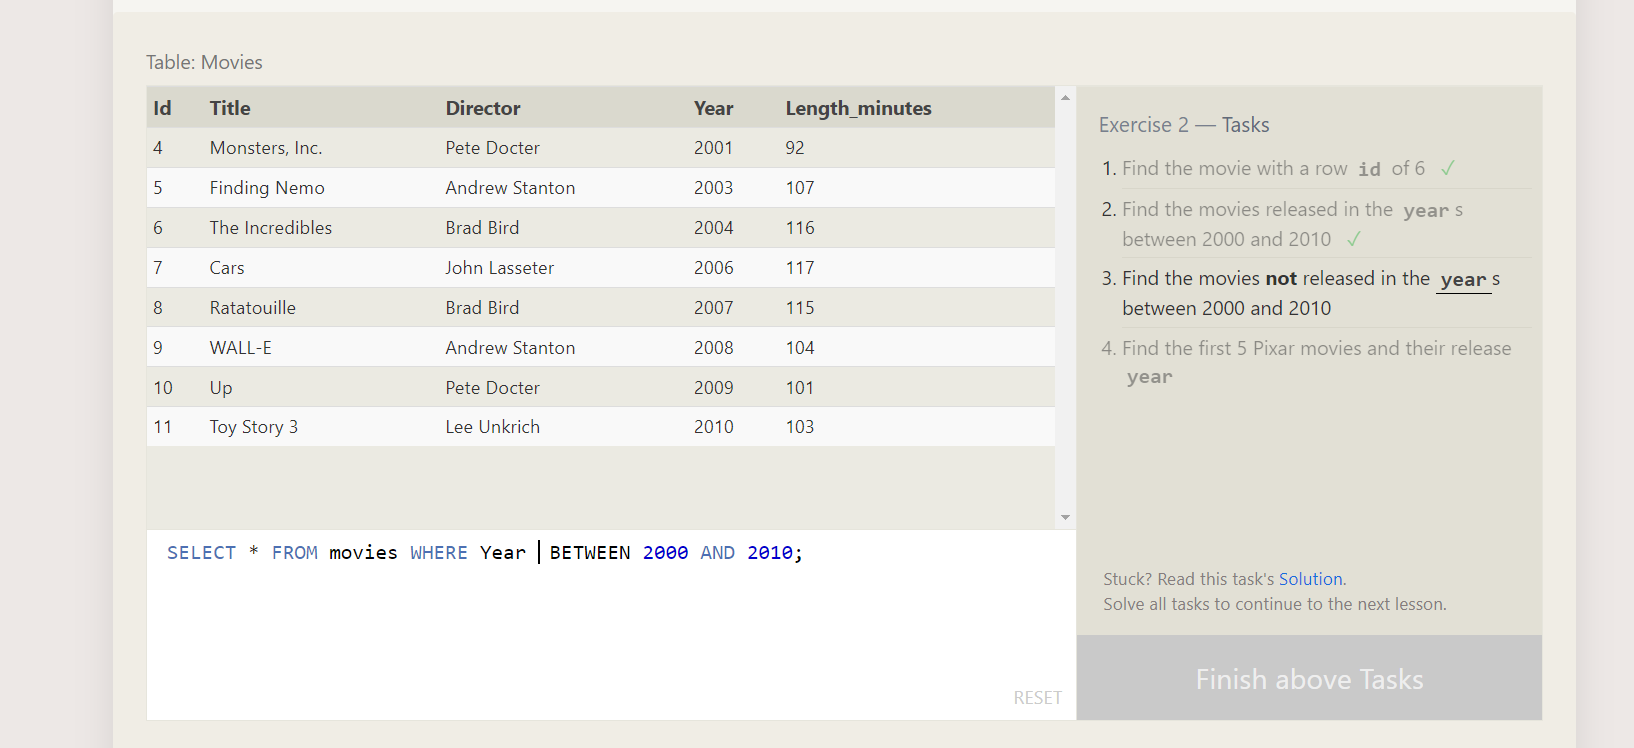 Table: Movies
Id Title Director Year Length_minutes
4 Monsters, Inc. Pete Docter 2001 92
5 Finding Nemo Andrew Stanton 2003 107
6 The Incredibles Brad Bird 2004 116
7 Cars John Lasseter 2006 117
8 Ratatouille Brad Bird 2007 115
9 WALL-E Andrew Stanton 2008 104
10 Up Pete Docter 2009 101
11 Toy Story 3 Lee Unkrich 2010 103
SELECT * FROM movies WHERE Year BETWEEN 2000 AND 2010;
RESET
Exercise 2 — Tasks
1. Find the movie with a row id of 6 ✓
2. Find the movies released in the year s
between 2000 and 2010 ✓
3. Find the movies not released in the year s
between 2000 and 2010
4. Find the first 5 Pixar movies and their release
year
Stuck? Read this task's Solution.
Solve all tasks to continue to the next lesson.
Finish above Tasks